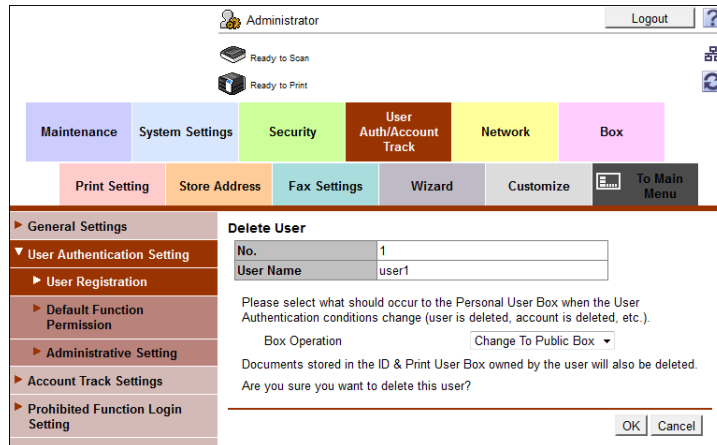 Administrator
Logout
?
Ready to Scan
Ready to Print
Maintenance
System Settings
Security
User
Auth/Account
Track
Network
Box
Print Setting
Store Address
Fax Settings
Wizard
Customize
To Main
Menu
General Settings
User Authentication Setting
User Registration
Default Function
Permission
Administrative Setting
Account Track Settings
Prohibited Function Login
Setting
Delete User
No. 1
User Name user1
Please select what should occur to the Personal User Box when the User
Authentication conditions change (user is deleted, account is deleted, etc.).
Box Operation Change To Public Box
Documents stored in the ID & Print User Box owned by the user will also be deleted.
Are you sure you want to delete this user?
OK Cancel